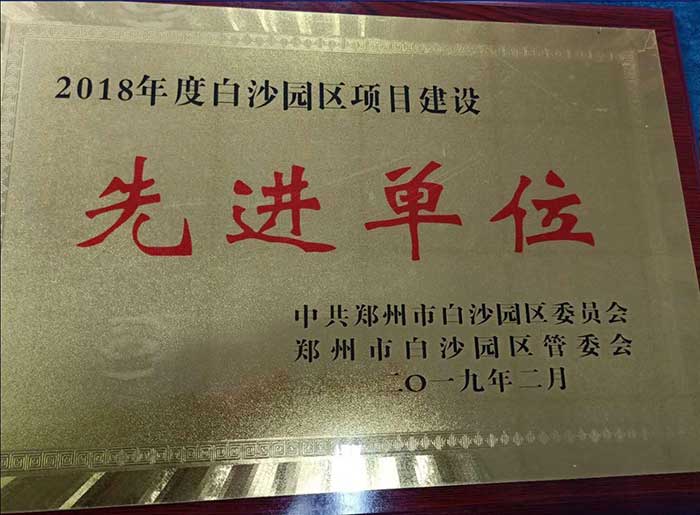 2018年度白沙园区项目建设
先进单位
中共郑州市白沙园区委员会
郑州市白沙园区管委会
二〇一九年二月